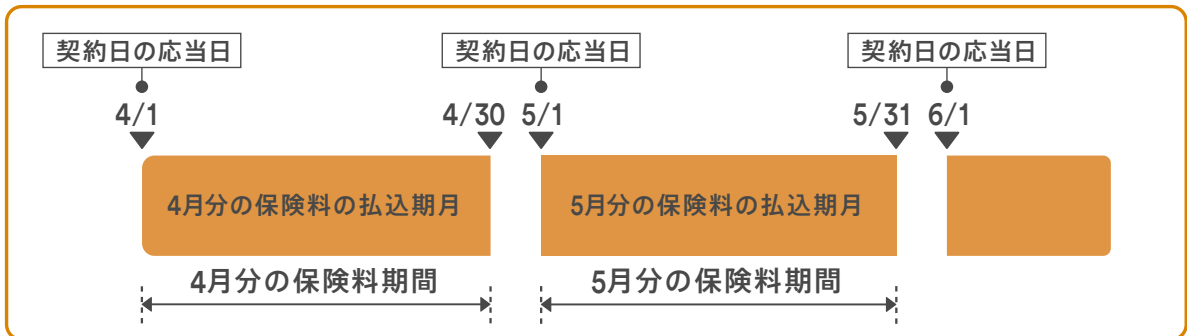 契約日の応当日
契約日の応当日
契約日の応当日
4/1
4/30
5/1
5/31
6/1
4月分の保険料の払込期月
5月分の保険料の払込期月
4月分の保険料期間
5月分の保険料期間